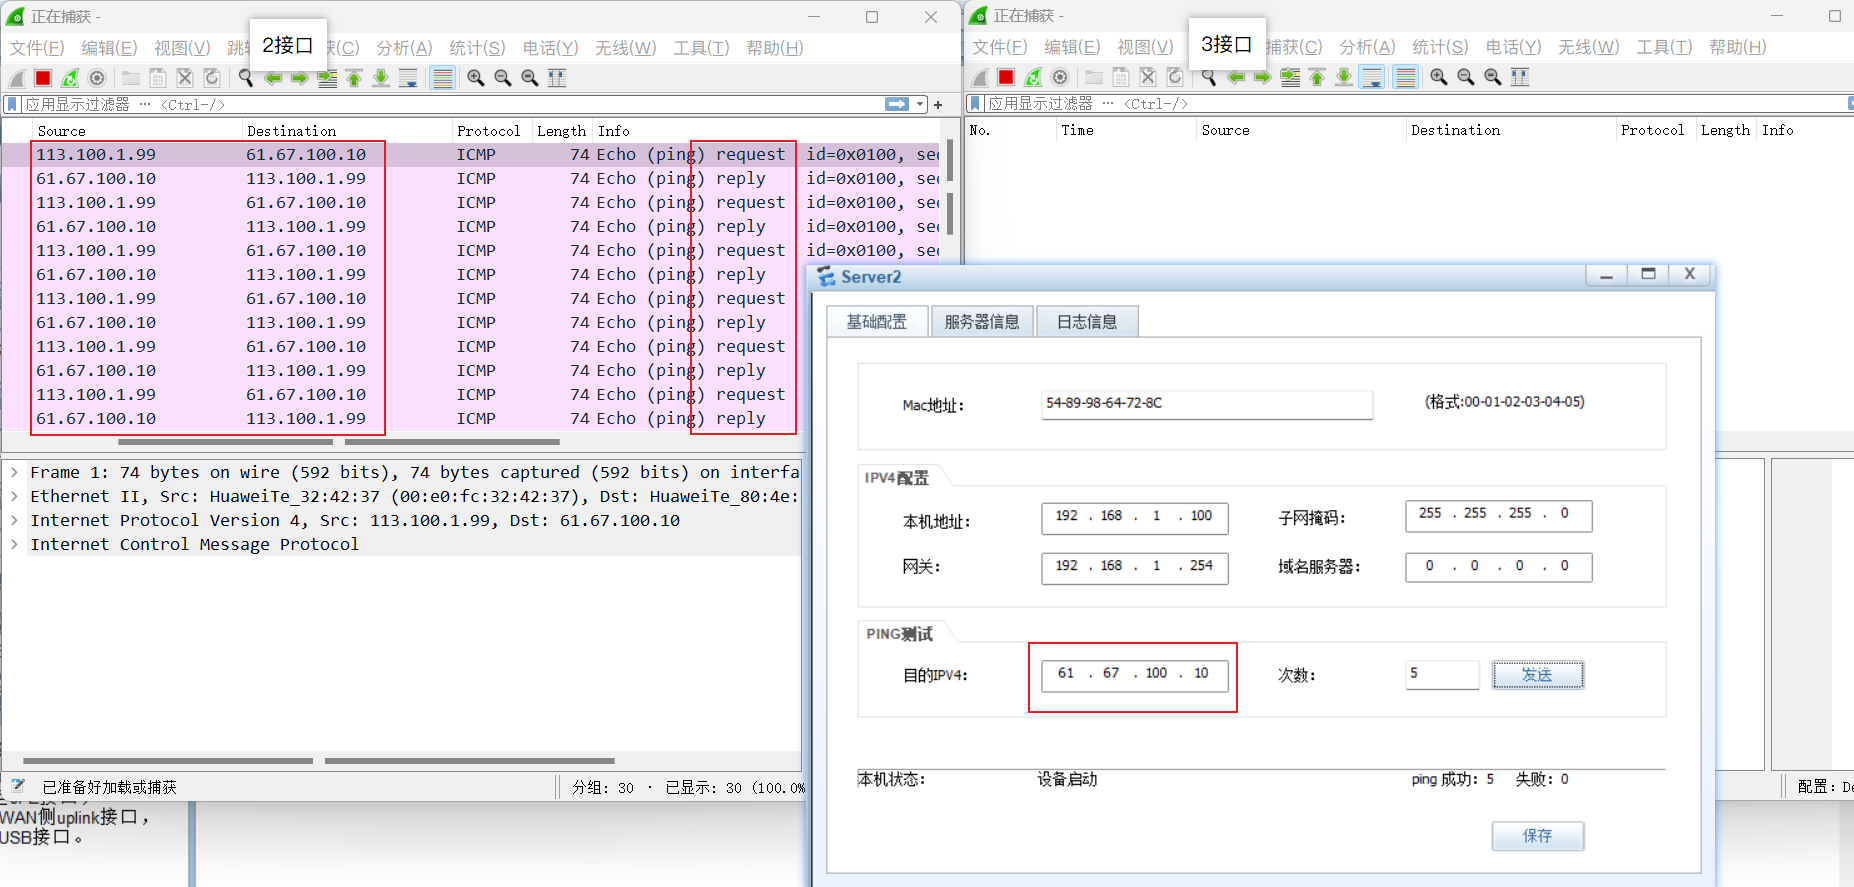 正在捕获 -
文件(F) 编辑(E) 视图(V) 跳 2接口 获(C) 分析(A) 统计(S) 电话(Y) 无线(W) 工具(T) 帮助(H)
应用显示过滤器 ··· <Ctrl-/>
Source Destination Protocol Length Info
113.100.1.99 61.67.100.10 ICMP 74 Echo (ping) request id=0x0100, seq
61.67.100.10 113.100.1.99 ICMP 74 Echo (ping) reply id=0x0100, seq
113.100.1.99 61.67.100.10 ICMP 74 Echo (ping) request id=0x0100, seq
61.67.100.10 113.100.1.99 ICMP 74 Echo (ping) reply id=0x0100, seq
113.100.1.99 61.67.100.10 ICMP 74 Echo (ping) request id=0x0100, seq
61.67.100.10 113.100.1.99 ICMP 74 Echo (ping) reply
113.100.1.99 61.67.100.10 ICMP 74 Echo (ping) request
61.67.100.10 113.100.1.99 ICMP 74 Echo (ping) reply
113.100.1.99 61.67.100.10 ICMP 74 Echo (ping) request
61.67.100.10 113.100.1.99 ICMP 74 Echo (ping) reply
113.100.1.99 61.67.100.10 ICMP 74 Echo (ping) request
61.67.100.10 113.100.1.99 ICMP 74 Echo (ping) reply
Frame 1: 74 bytes on wire (592 bits), 74 bytes captured (592 bits) on interfa
Ethernet II, Src: HuaweiTe_32:42:37 (00:e0:fc:32:42:37), Dst: HuaweiTe_80:4e:
Internet Protocol Version 4, Src: 113.100.1.99, Dst: 61.67.100.10
Internet Control Message Protocol
已准备好加载或捕获 分组: 30 · 已显示: 30 (100.0%
WAN侧uplink接口，
USB接口。
正在捕获 -
文件(F) 编辑(E) 视图(V) 3接口 捕获(C) 分析(A) 统计(S) 电话(Y) 无线(W) 工具(T) 帮助(H)
应用显示过滤器 ··· <Ctrl-/>
No. Time Source Destination Protocol Length Info
配置: De
Server2
基础配置 服务器信息 日志信息
Mac地址: 54-89-98-64-72-8C (格式:00-01-02-03-04-05)
IPV4配置
本机地址: 192 . 168 . 1 . 100 子网掩码: 255 . 255 . 255 . 0
网关: 192 . 168 . 1 . 254 域名服务器: 0 . 0 . 0 . 0
PING测试
目的IPV4: 61 . 67 . 100 . 10 次数: 5 发送
本机状态: 设备启动 ping 成功: 5 失败: 0
保存